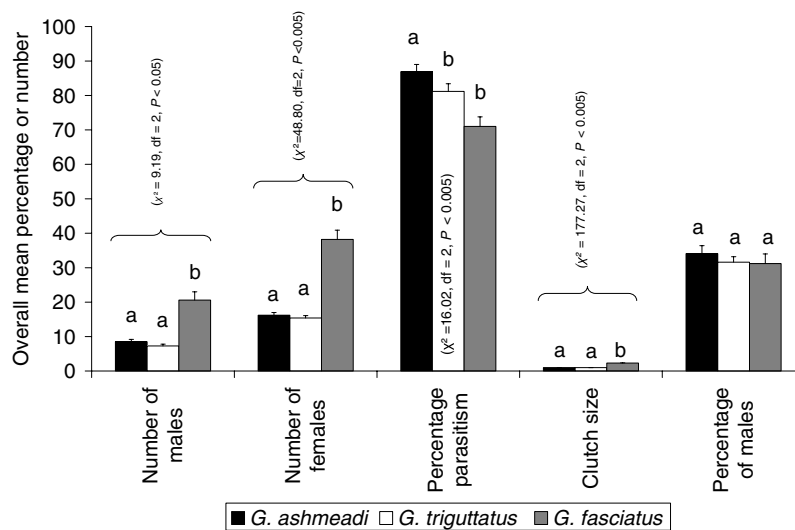 Overall mean percentage or number
100
90
80
70
60
50
40
30
20
10
0
(χ² = 9.19, df = 2, P < 0.05)
(χ²=48.80, df=2, P <0.005)
(χ² =16.02, df = 2, P < 0.005)
(χ² = 177.27, df = 2, P < 0.005)
a a b
a a b
a b b
a a b
a a a
Number of
males
Number of
females
Percentage
parasitism
Clutch size
Percentage
of males
G. ashmeadi G. triguttatus G. fasciatus